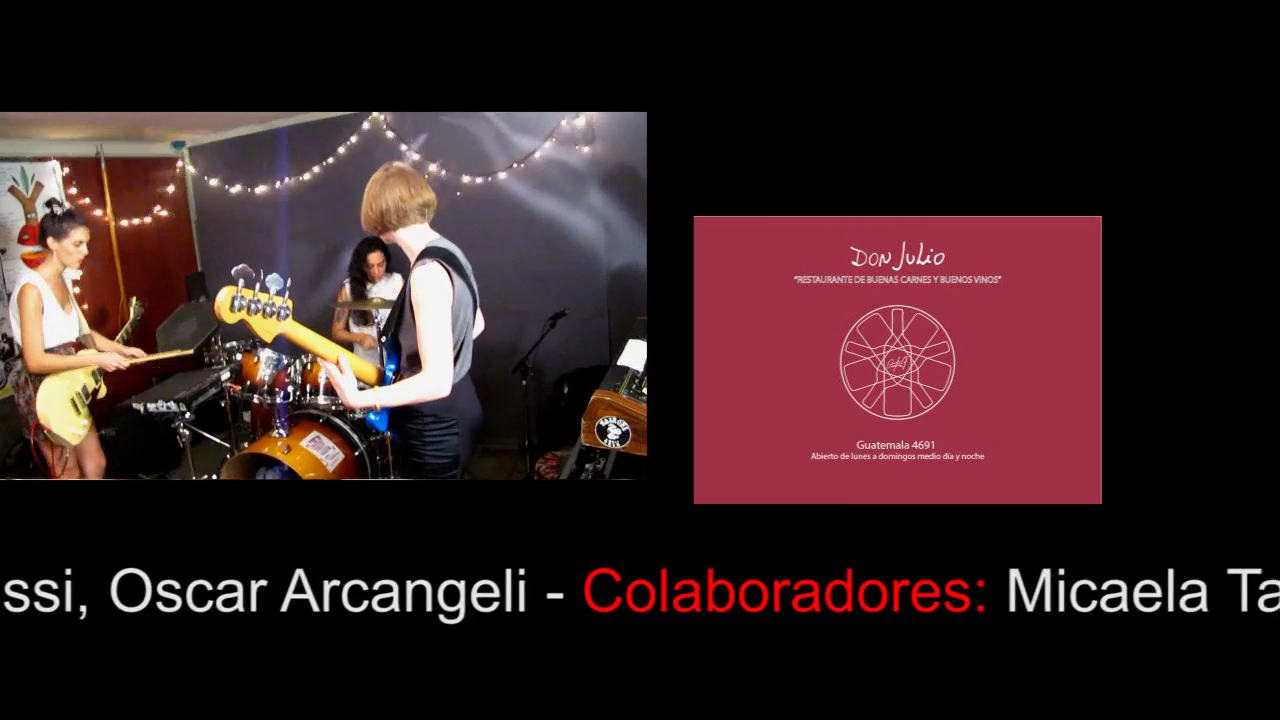 DON JULIO
"RESTAURANTE DE BUENAS CARNES Y BUENOS VINOS"
Guatemala 4691
Abierto de lunes a domingos medio día y noche
ssi, Oscar Arcangeli - Colaboradores: Micaela Ta